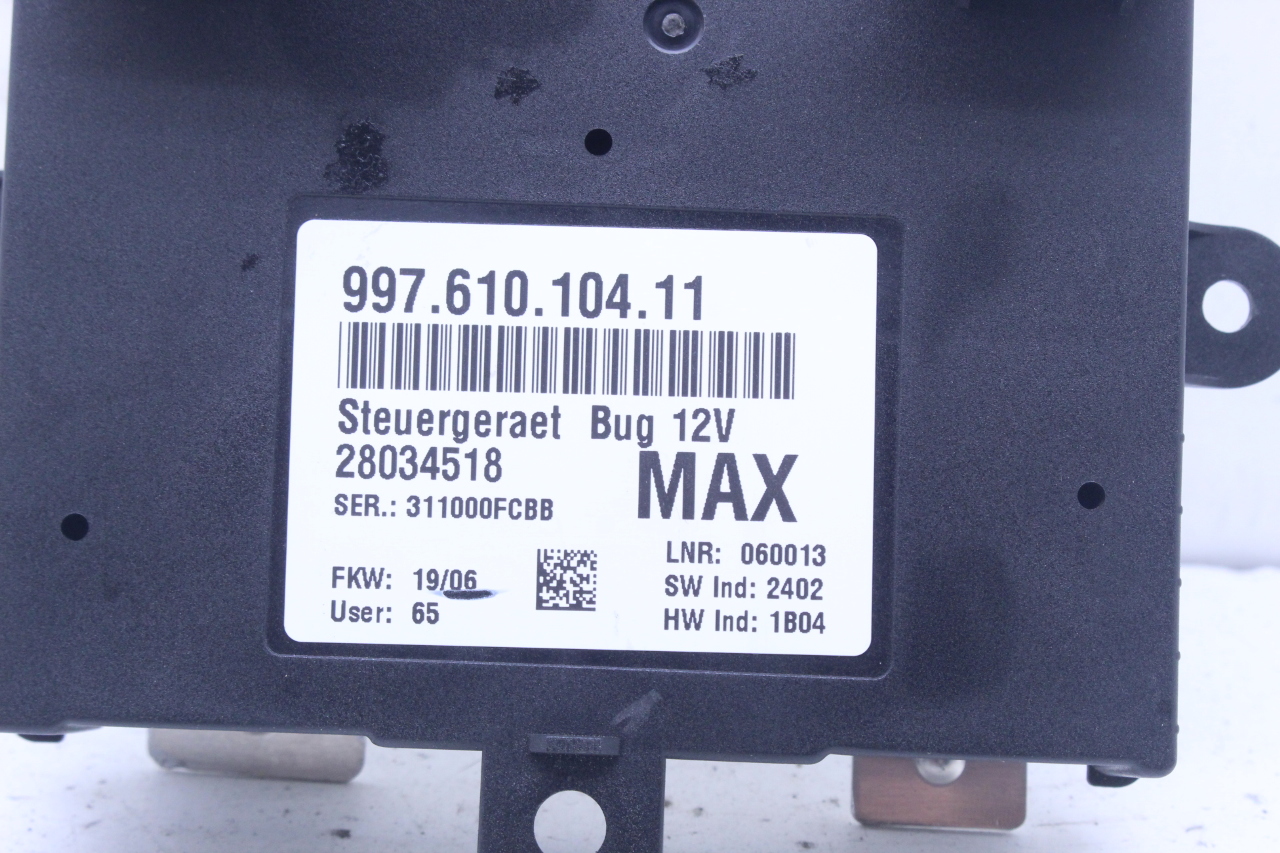 997.610.104.11
Steuergeraet Bug 12V
28034518
MAX
SER.: 311000FCBB
LNR: 060013
FKW: 19/06
SW Ind: 2402
User: 65
HW Ind: 1B04